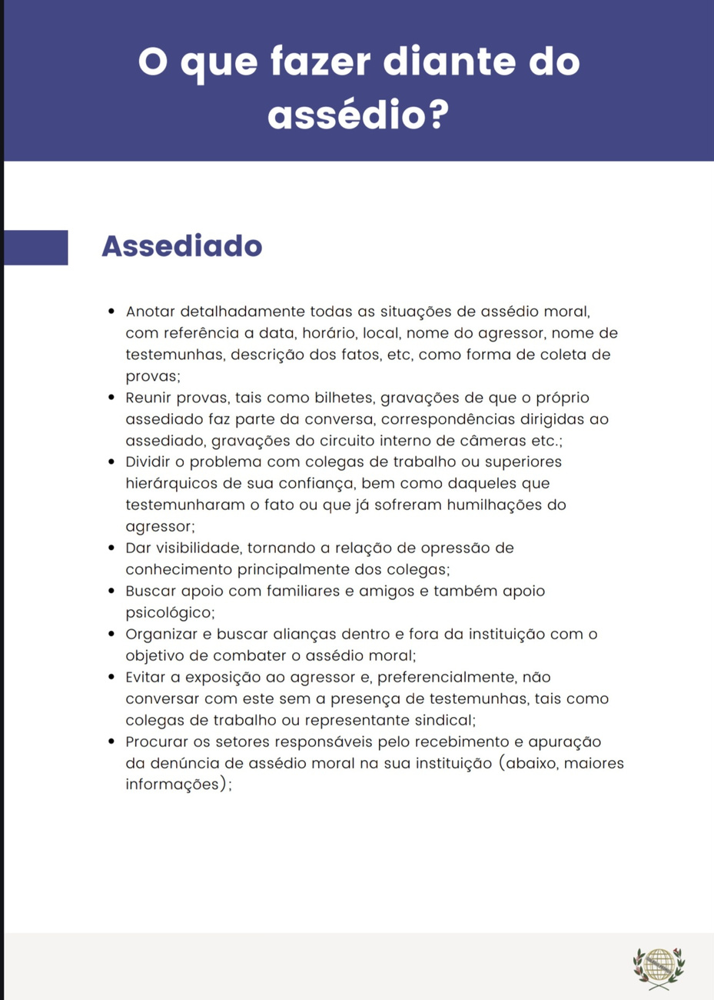 O que fazer diante do
assédio?
Assediado
• Anotar detalhadamente todas as situações de assédio moral,
com referência a data, horário, local, nome do agressor, nome de
testemunhas, descrição dos fatos, etc, como forma de coleta de
provas;
• Reunir provas, tais como bilhetes, gravações de que o próprio
assediado faz parte da conversa, correspondências dirigidas ao
assediado, gravações do circuito interno de câmeras etc.;
• Dividir o problema com colegas de trabalho ou superiores
hierárquicos de sua confiança, bem como daqueles que
testemunharam o fato ou que já sofreram humilhações do
agressor;
• Dar visibilidade, tornando a relação de opressão de
conhecimento principalmente dos colegas;
• Buscar apoio com familiares e amigos e também apoio
psicológico;
• Organizar e buscar alianças dentro e fora da instituição com o
objetivo de combater o assédio moral;
• Evitar a exposição ao agressor e, preferencialmente, não
conversar com este sem a presença de testemunhas, tais como
colegas de trabalho ou representante sindical;
• Procurar os setores responsáveis pelo recebimento e apuração
da denúncia de assédio moral na sua instituição (abaixo, maiores
informações);